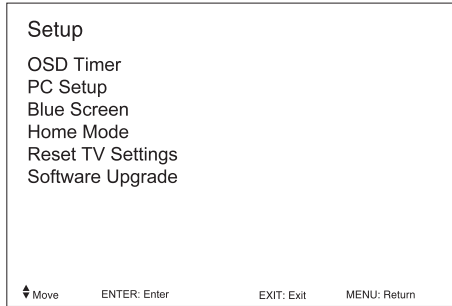 Setup
OSD Timer
PC Setup
Blue Screen
Home Mode
Reset TV Settings
Software Upgrade
Move ENTER: Enter EXIT: Exit MENU: Return